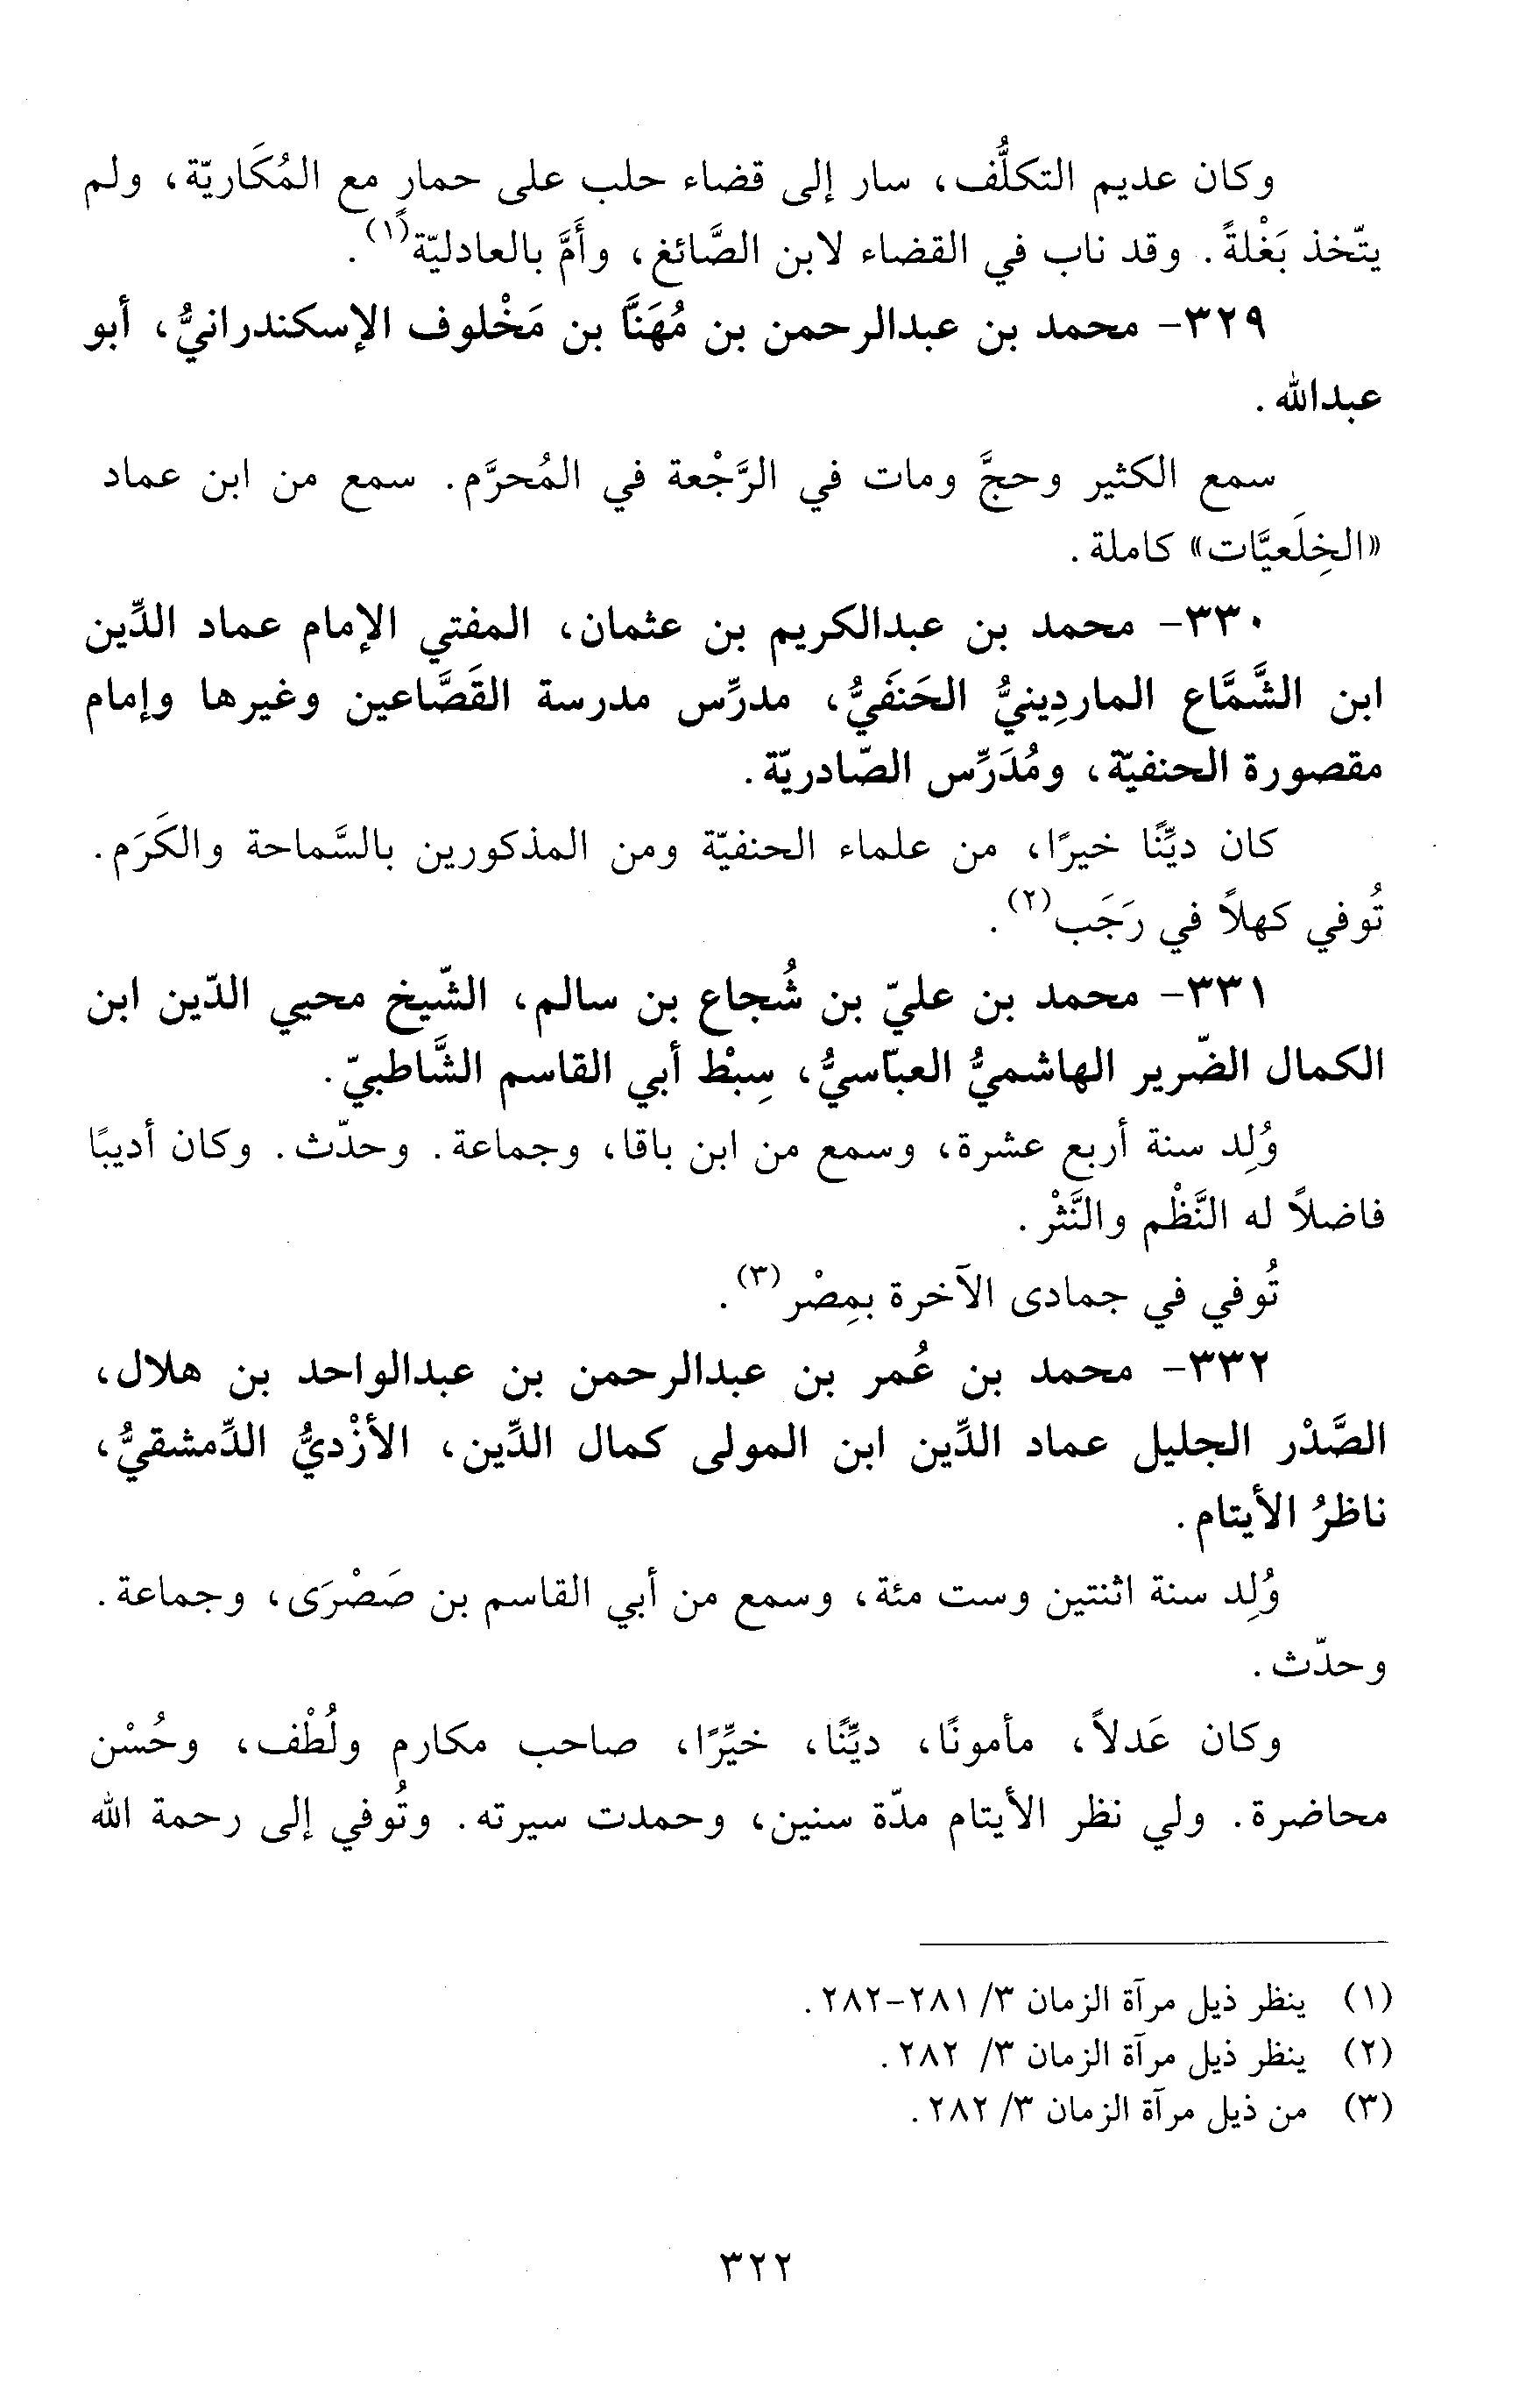 وكان عديم التكلُّف، سار إلى قضاء حلب على حمار مع المُكَاريّة، ولم
يتّخذ بَغْلةً. وقد ناب في القضاء لابن الصَّائغ، وأَمَّ بالعادليّة(١).
٣٢٩- محمد بن عبدالرحمن بن مُهَنَّا بن مَخْلوف الإسكندرانيُّ، أبو
عبدالله.
سمع الكثير وحجَّ ومات في الرَّجْعة في المُحرَّم. سمع من ابن عماد
«الخِلَعيَّات» كاملة.
٣٣٠- محمد بن عبدالكريم بن عثمان، المفتي الإمام عماد الدِّين
ابن الشَّمَّاع الماردِينيُّ الحَنَفَيُّ، مدرِّس مدرسة القَصَّاعين وغيرها وإمام
مقصورة الحنفيّة، ومُدَرِّس الصّادريّة.
كان ديِّنًا خيرًا، من علماء الحنفيّة ومن المذكورين بالسَّماحة والكَرَم.
تُوفي كهلاً في رَجَب(٢).
٣٣١- محمد بن عليّ بن شُجاع بن سالم، الشّيخ محيي الدّين ابن
الكمال الضّرير الهاشميُّ العبّاسيُّ، سِبْط أبي القاسم الشَّاطبيّ.
وُلِد سنة أربع عشرة، وسمع من ابن باقا، وجماعة. وحدّث. وكان أديبًا
فاضلاً له النَّظْم والنَّثْر.
تُوفي في جمادى الآخرة بمِصْر(٣).
٣٣٢- محمد بن عُمر بن عبدالرحمن بن عبدالواحد بن هلال،
الصَّدْر الجليل عماد الدِّين ابن المولى كمال الدِّين، الأزْديُّ الدِّمشقيُّ،
ناظرُ الأيتام.
وُلِد سنة اثنتين وست مئة، وسمع من أبي القاسم بن صَصْرَى، وجماعة.
وحدّث.
وكان عَدلاً، مأمونًا، ديِّنًا، خيِّرًا، صاحب مكارم ولُطْف، وحُسْن
محاضرة. ولي نظر الأيتام مدّة سنين، وحمدت سيرته. وتُوفي إلى رحمة الله
(١) ينظر ذيل مرآة الزمان ٣/ ٢٨١-٢٨٢.
(٢) ينظر ذيل مرآة الزمان ٣/ ٢٨٢.
(٣) من ذيل مرآة الزمان ٣/ ٢٨٢.
٣٢٢